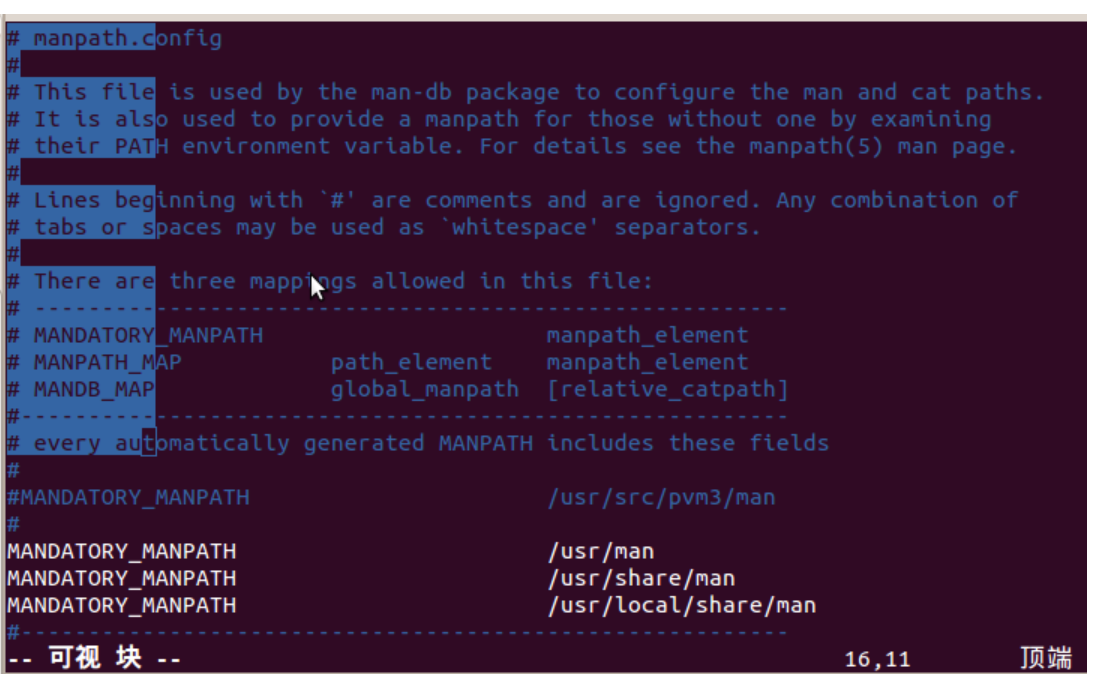 # manpath.config
#
# This file is used by the man-db package to configure the man and cat paths.
# It is also used to provide a manpath for those without one by examining
# their PATH environment variable. For details see the manpath(5) man page.
#
# Lines beginning with `#' are comments and are ignored. Any combination of
# tabs or spaces may be used as `whitespace' separators.
#
# There are three mappings allowed in this file:
# --------------------------------------------------------
# MANDATORY_MANPATH                     manpath_element
# MANPATH_MAP           path_element    manpath_element
# MANDB_MAP             global_manpath  [relative_catpath]
#---------------------------------------------------------
# every automatically generated MANPATH includes these fields
#
#MANDATORY_MANPATH                      /usr/src/pvm3/man
#
MANDATORY_MANPATH                       /usr/man
MANDATORY_MANPATH                       /usr/share/man
MANDATORY_MANPATH                       /usr/local/share/man
#---------------------------------------------------------
-- 可视 块 --                                                  16,11        顶端